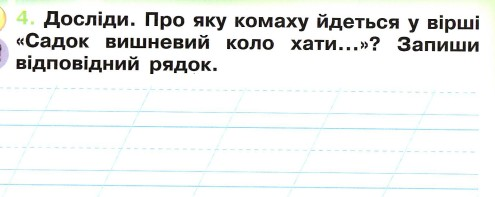 4. Досліди. Про яку комаху йдеться у вірші
«Садок вишневий коло хати...»? Запиши
відповідний рядок.